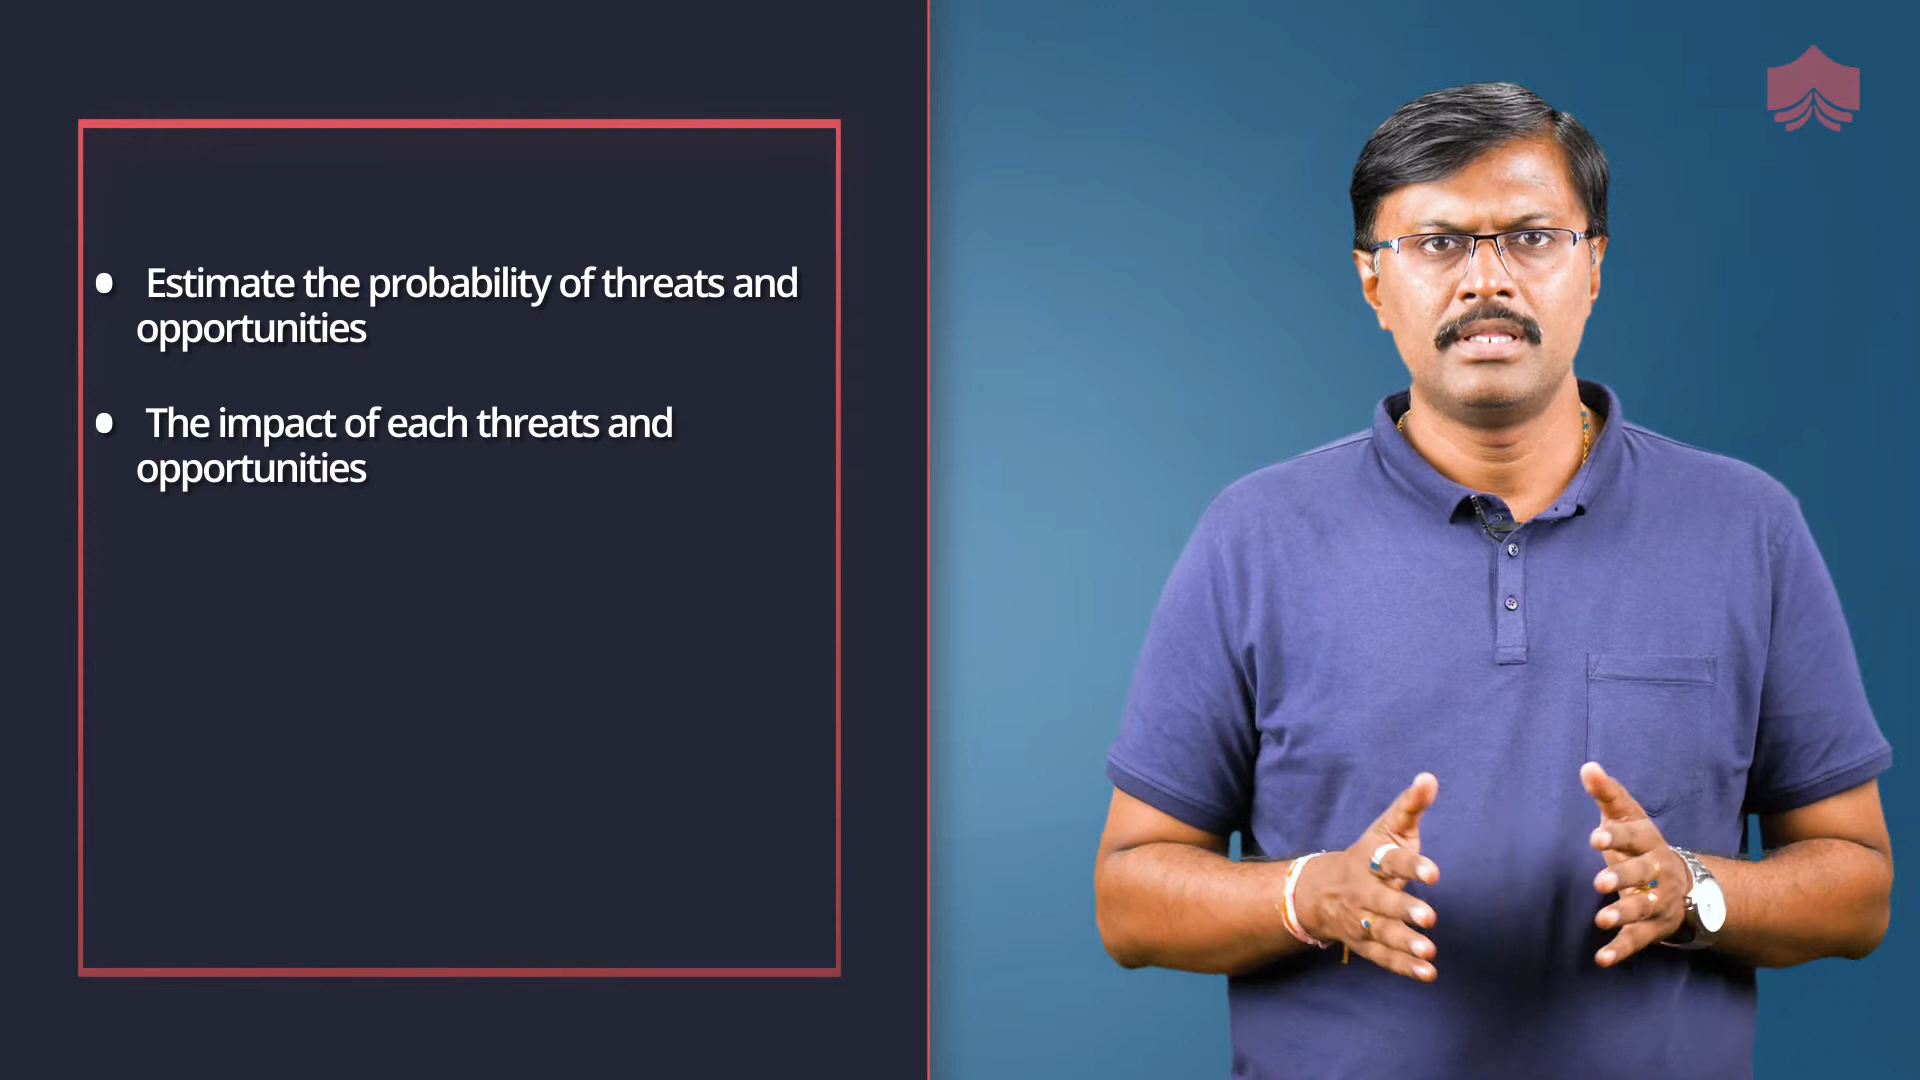 • Estimate the probability of threats and
opportunities
• The impact of each threats and
opportunities